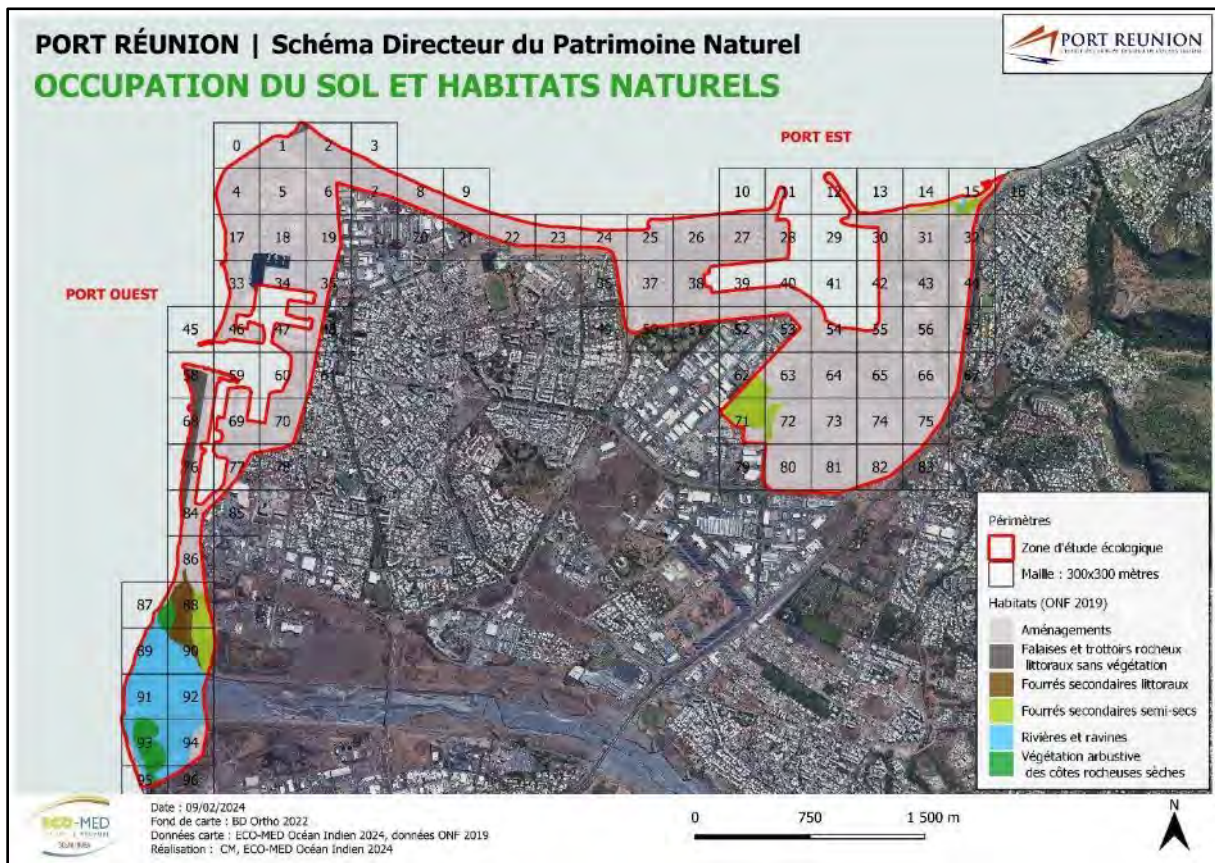 PORT RÉUNION | Schéma Directeur du Patrimoine Naturel
OCCUPATION DU SOL ET HABITATS NATURELS
PORT REUNION
PORT EST
0 1 2 3
4 5 6 7 8 9 10 11 12 13 14 15 16
17 18 19 20 21 22 23 24 25 26 27 28 29 30 31 32
PORT OUEST
33 34 35 36 37 38 39 40 41 42 43 44
45 46 47 48 49 50 51 52 53 54 55 56 57
58 59 60 61 62 63 64 65 66 67
68 69 70 71 72 73 74 75
76 77 78 79 80 81 82 83
84 85
86
87 88
89 90
91 92
93 94
95 96
Périmètres
Zone d'étude écologique
Maille : 300x300 mètres
Habitats (ONF 2019)
Aménagements
Falaises et trottoirs rocheux
littoraux sans végétation
Fourrés secondaires littoraux
Fourrés secondaires semi-secs
Rivières et ravines
Végétation arbustive
des côtes rocheuses sèches
ECO-MED
Date : 09/02/2024
Fond de carte : BD Ortho 2022
Données carte : ECO-MED Océan Indien 2024, données ONF 2019
Réalisation : CM, ECO-MED Océan Indien 2024
0 750 1 500 m
N